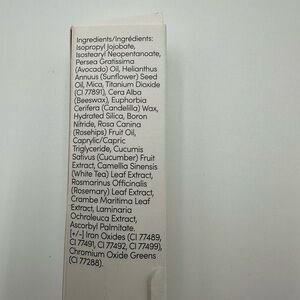 Ingredients/Ingrédients:
Isopropyl Jojobate,
Isostearyl Neopentanoate,
Persea Gratissima
(Avocado) Oil, Helianthus
Annuus (Sunflower) Seed
Oil, Mica, Titanium Dioxide
(CI 77891), Cera Alba
(Beeswax), Euphorbia
Cerifera (Candelilla) Wax,
Hydrated Silica, Boron
Nitride, Rosa Canina
(Rosehips) Fruit Oil,
Caprylic/Capric
Triglyceride, Cucumis
Sativus (Cucumber) Fruit
Extract, Camellia Sinensis
(White Tea) Leaf Extract,
Rosmarinus Officinalis
(Rosemary) Leaf Extract,
Crambe Maritima Leaf
Extract, Laminaria
Ochroleuca Extract,
Ascorbyl Palmitate.
[+/-] Iron Oxides (CI 77489,
CI 77491, CI 77492, CI 77499),
Chromium Oxide Greens
(CI 77288).